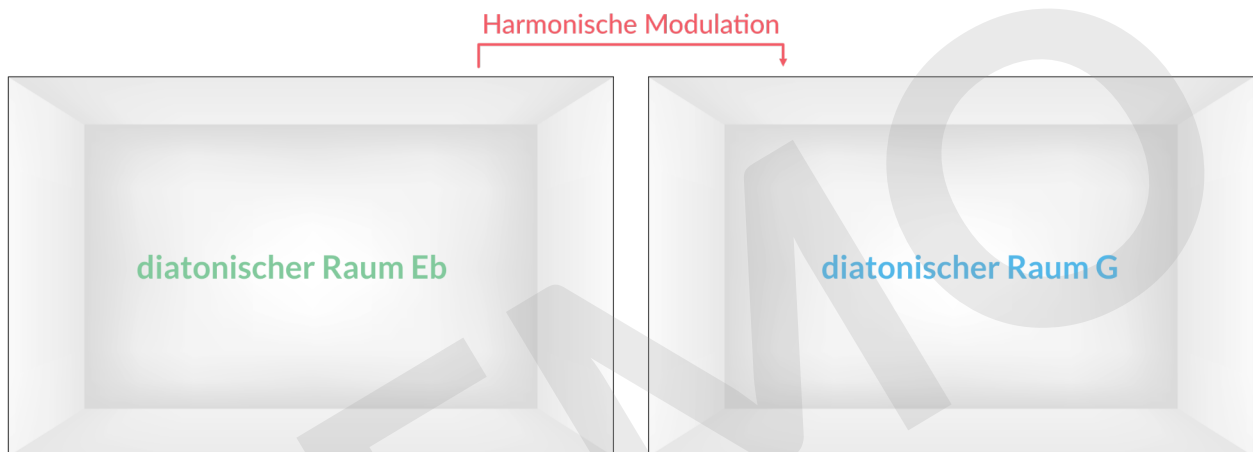 Harmonische Modulation
diatonischer Raum Eb
diatonischer Raum G